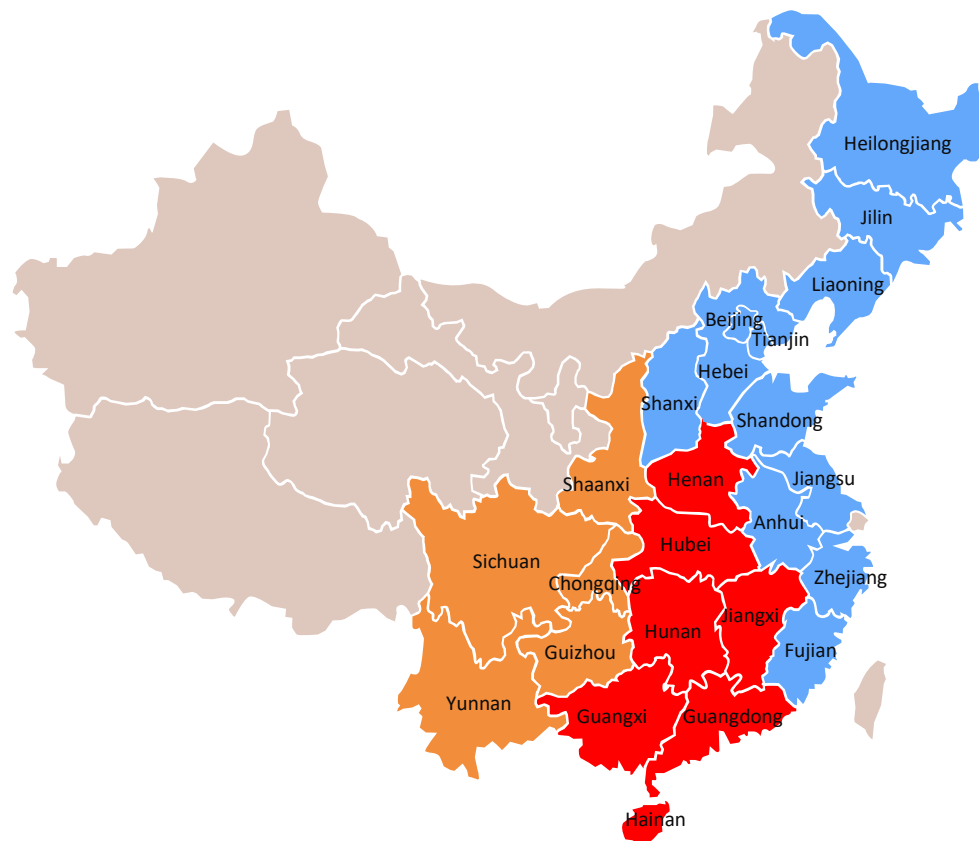 Heilongjiang
Jilin
Liaoning
Beijing
Tianjin
Hebei
Shanxi
Shandong
Shaanxi
Henan
Jiangsu
Anhui
Hubei
Sichuan
Chongqing
Zhejiang
Jiangxi
Hunan
Guizhou
Fujian
Yunnan
Guangxi
Guangdong
Hainan